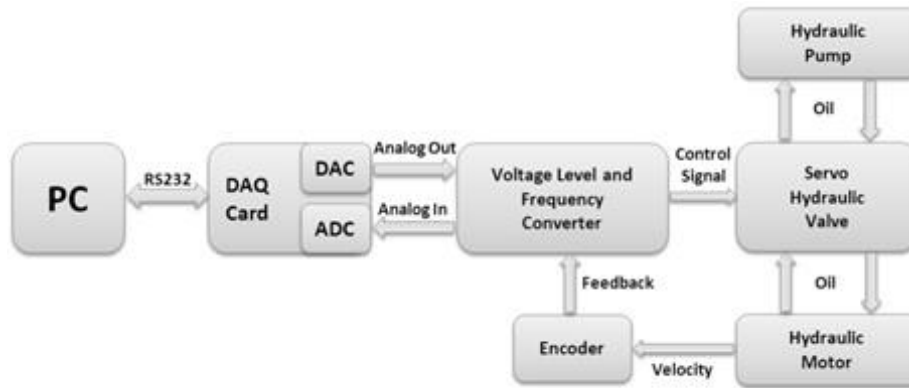 Hydraulic
Pump
Oil
PC
RS232
DAQ
Card
DAC
ADC
Analog Out
Analog In
Voltage Level and
Frequency
Converter
Control
Signal
Servo
Hydraulic
Valve
Feedback
Oil
Encoder
Velocity
Hydraulic
Motor